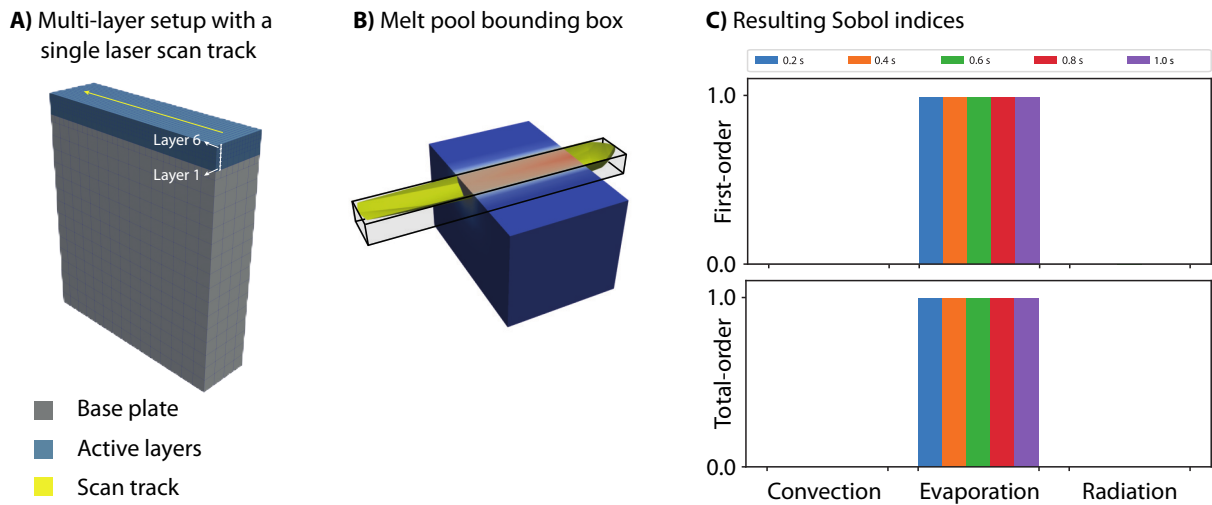 A) Multi-layer setup with a
single laser scan track
Layer 6
Layer 1
Base plate
Active layers
Scan track
B) Melt pool bounding box
C) Resulting Sobol indices
0.2 s 0.4 s 0.6 s 0.8 s 1.0 s
1.0
First-order
0.0
1.0
Total-order
0.0
Convection Evaporation Radiation